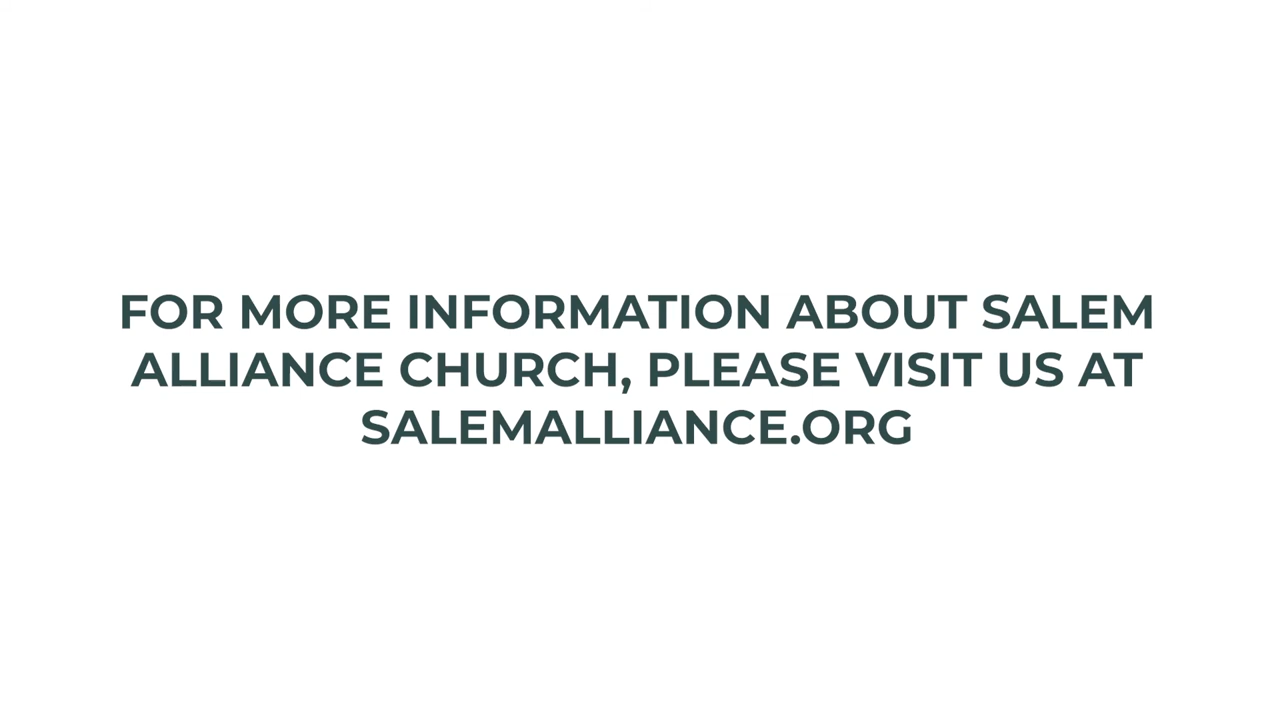 FOR MORE INFORMATION ABOUT SALEM
ALLIANCE CHURCH, PLEASE VISIT US AT
SALEMALLIANCE.ORG